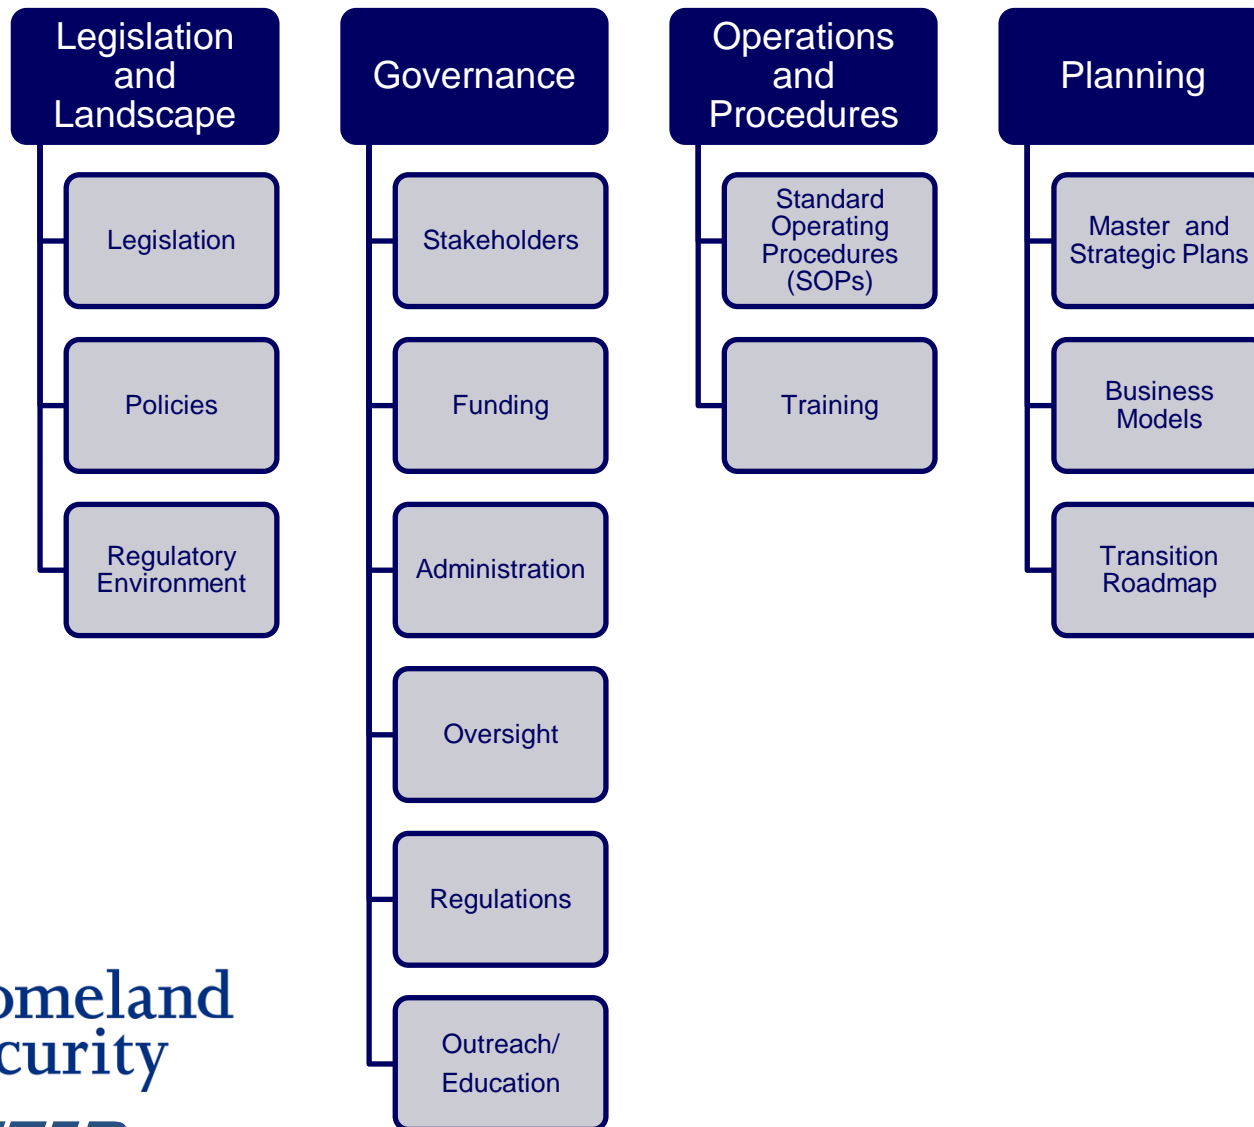 Legislation
and
Landscape
Legislation
Policies
Regulatory
Environment
Governance
Stakeholders
Funding
Administration
Oversight
Regulations
Outreach/
Education
Operations
and
Procedures
Standard
Operating
Procedures
(SOPs)
Training
Planning
Master and
Strategic Plans
Business
Models
Transition
Roadmap
omeland
curity